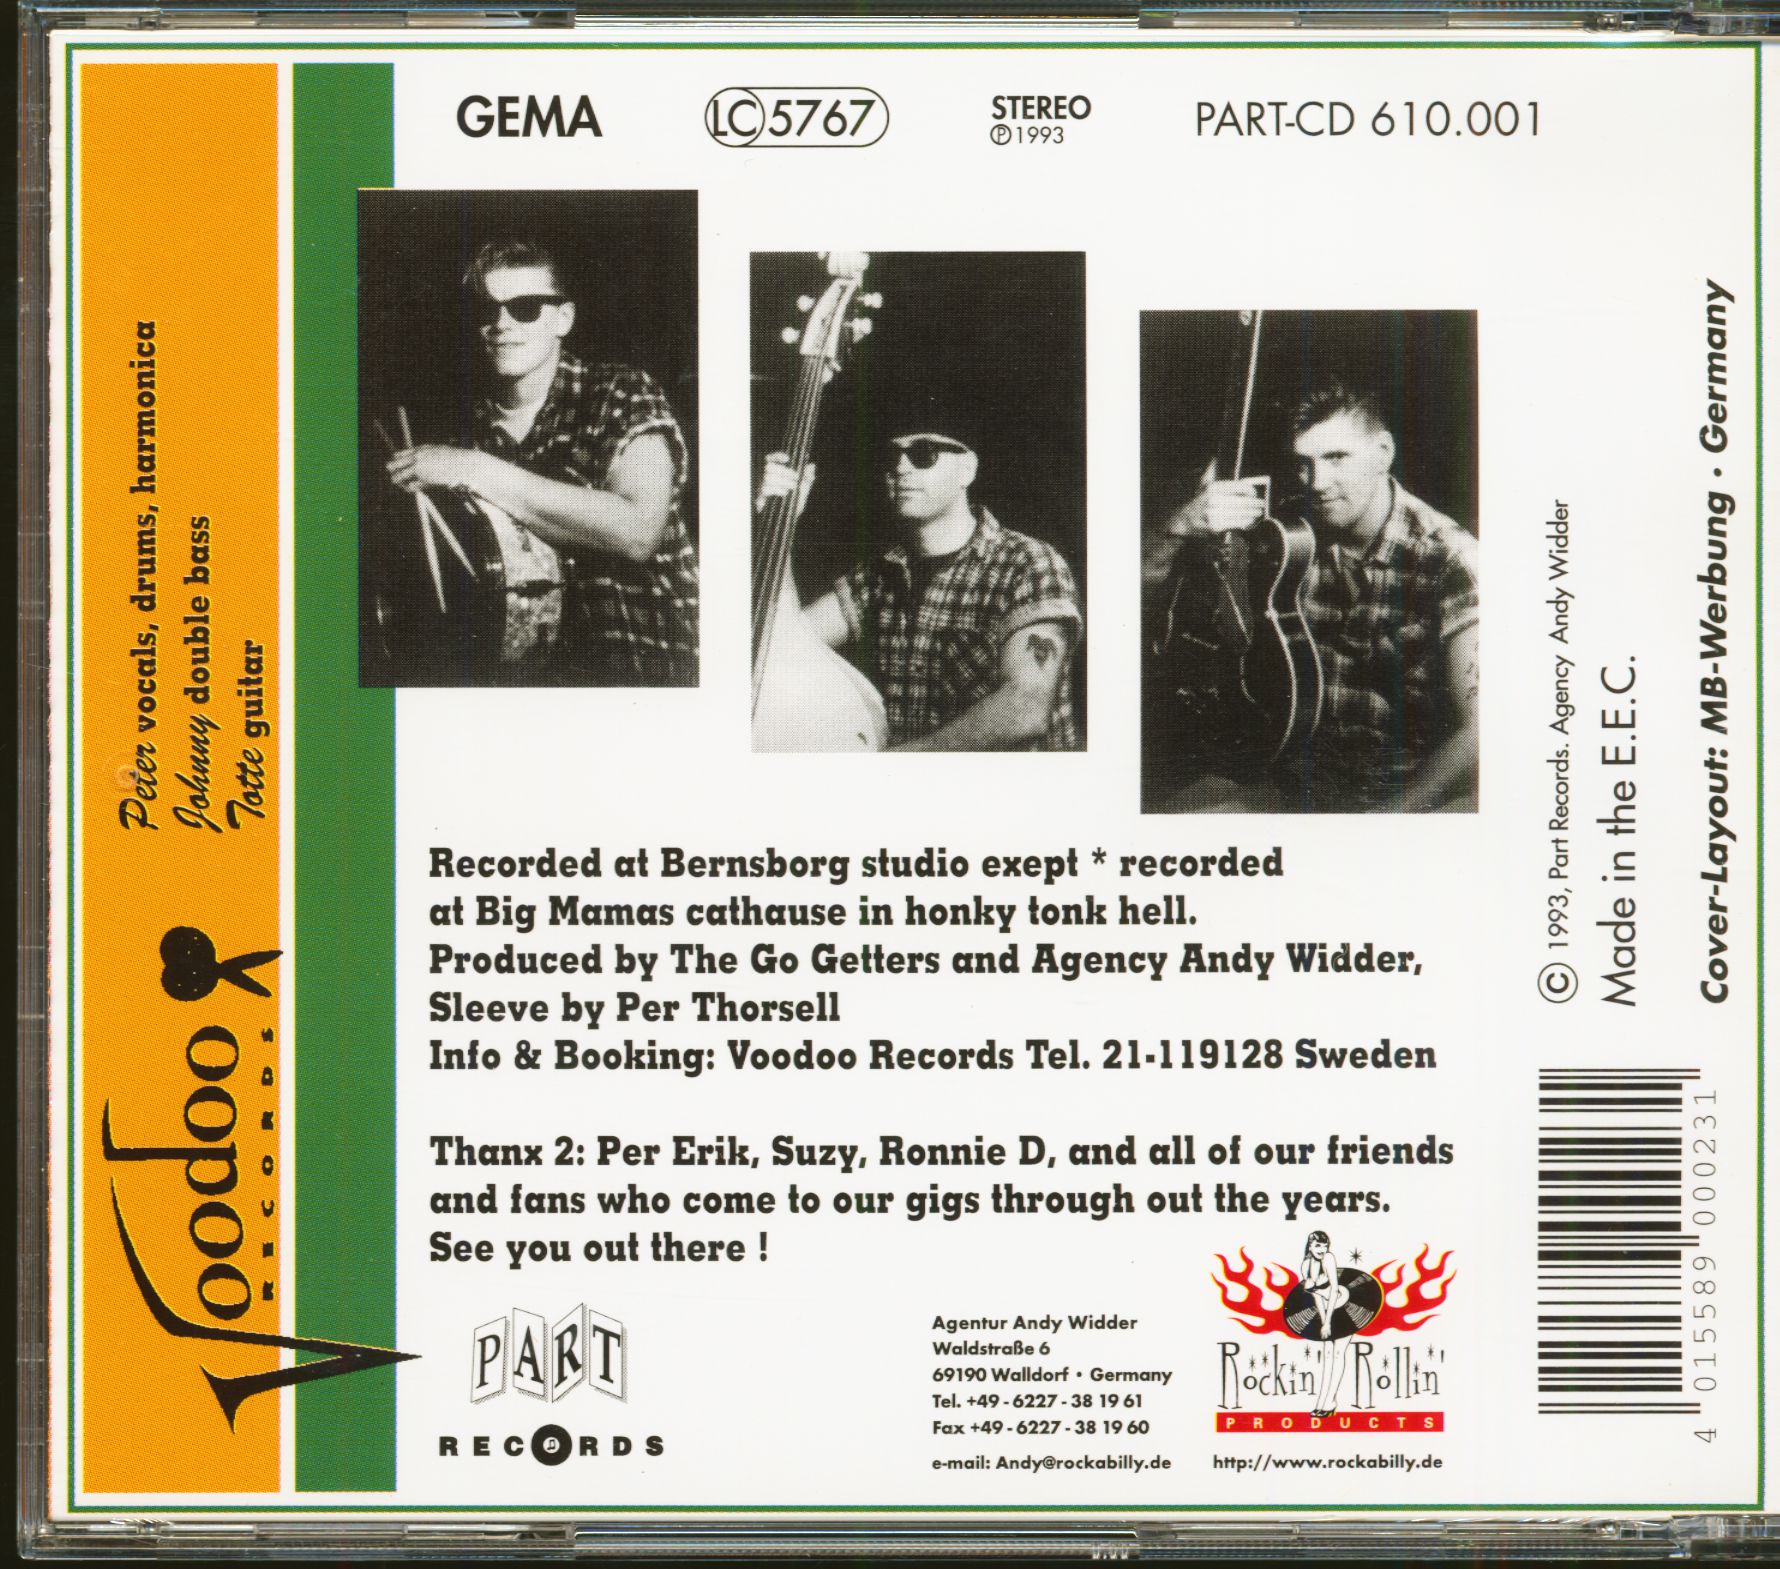 GEMA
LC 5767
STEREO
℗1993
PART-CD 610.001
Peter vocals, drums, harmonica
Johnny double bass
Totte guitar
Voodoo
RECORDS
Recorded at Bernsborg studio exept * recorded
at Big Mamas cathause in honky tonk hell.
Produced by The Go Getters and Agency Andy Widder,
Sleeve by Per Thorsell
Info & Booking: Voodoo Records Tel. 21-119128 Sweden
Thanx 2: Per Erik, Suzy, Ronnie D, and all of our friends
and fans who come to our gigs through out the years.
See you out there !
PART
RECORDS
Agentur Andy Widder
Waldstraße 6
69190 Walldorf • Germany
Tel. +49 - 6227 - 38 19 61
Fax +49 - 6227 - 38 19 60
e-mail: Andy@rockabilly.de
Rockin' Rollin'
PRODUCTS
http://www.rockabilly.de
© 1993, Part Records. Agency Andy Widder
Made in the E.E.C.
Cover-Layout: MB-Werbung • Germany
4 015589 000231